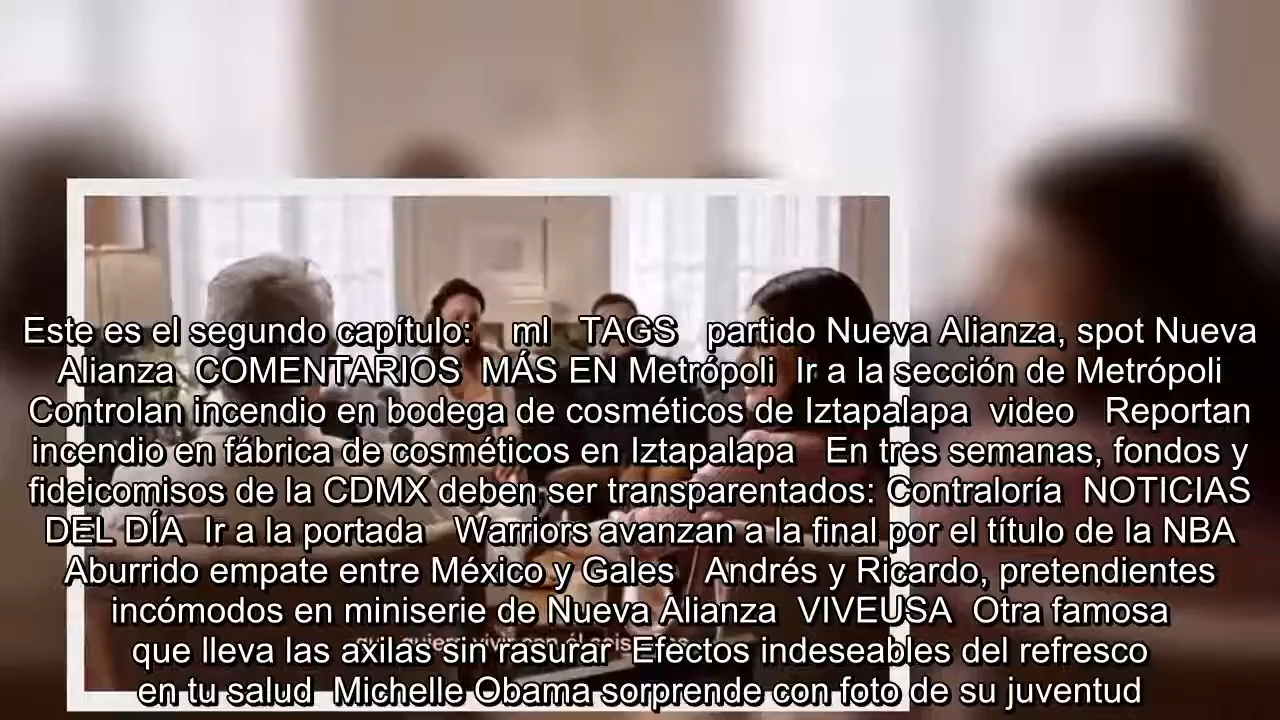 Este es el segundo capítulo: ml TAGS partido Nueva Alianza, spot Nueva
Alianza COMENTARIOS MÁS EN Metrópoli Ir a la sección de Metrópoli
Controlan incendio en bodega de cosméticos de Iztapalapa video Reportan
incendio en fábrica de cosméticos en Iztapalapa En tres semanas, fondos y
fideicomisos de la CDMX deben ser transparentados: Contraloría NOTICIAS
DEL DÍA Ir a la portada Warriors avanzan a la final por el título de la NBA
Aburrido empate entre México y Gales Andrés y Ricardo, pretendientes
incómodos en miniserie de Nueva Alianza VIVEUSA Otra famosa
que lleva las axilas sin rasurar Efectos indeseables del refresco
en tu salud Michelle Obama sorprende con foto de su juventud